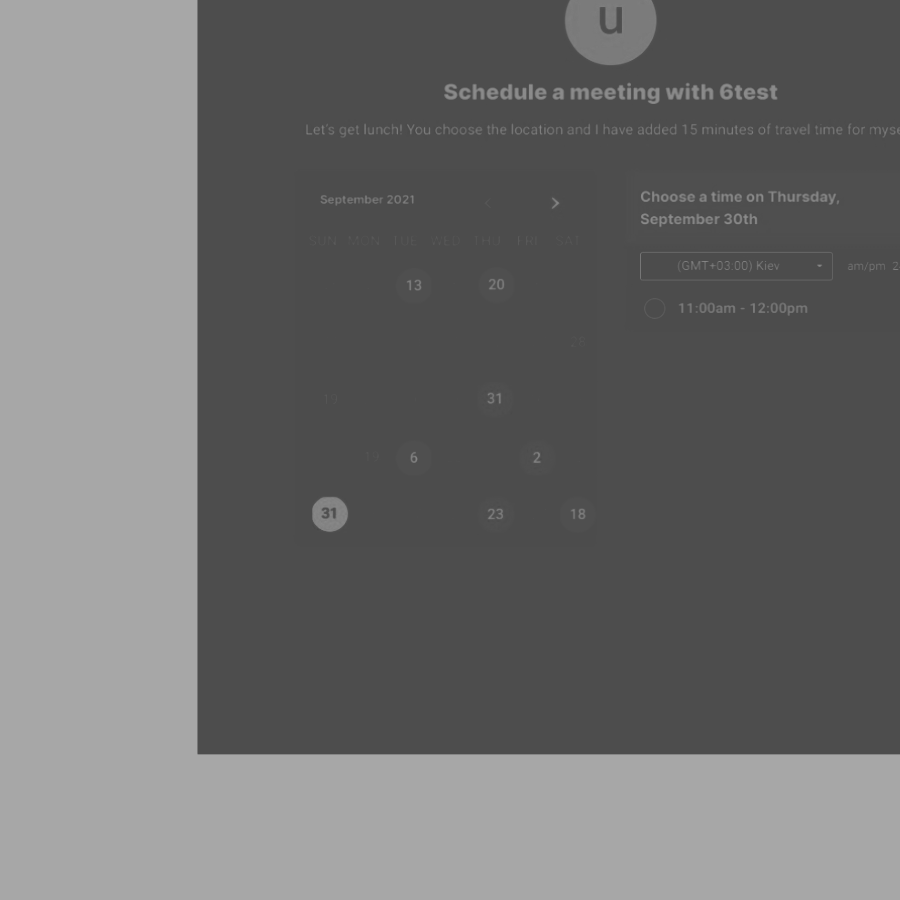 u
Schedule a meeting with 6test
Let's get lunch! You choose the location and I have added 15 minutes of travel time for myse
September 2021
SUN MON TUE WED THU FRI SAT
13 20
28
19 31
19 6 2
31 23 18
Choose a time on Thursday,
September 30th
(GMT+03:00) Kiev am/pm 2
11:00am - 12:00pm